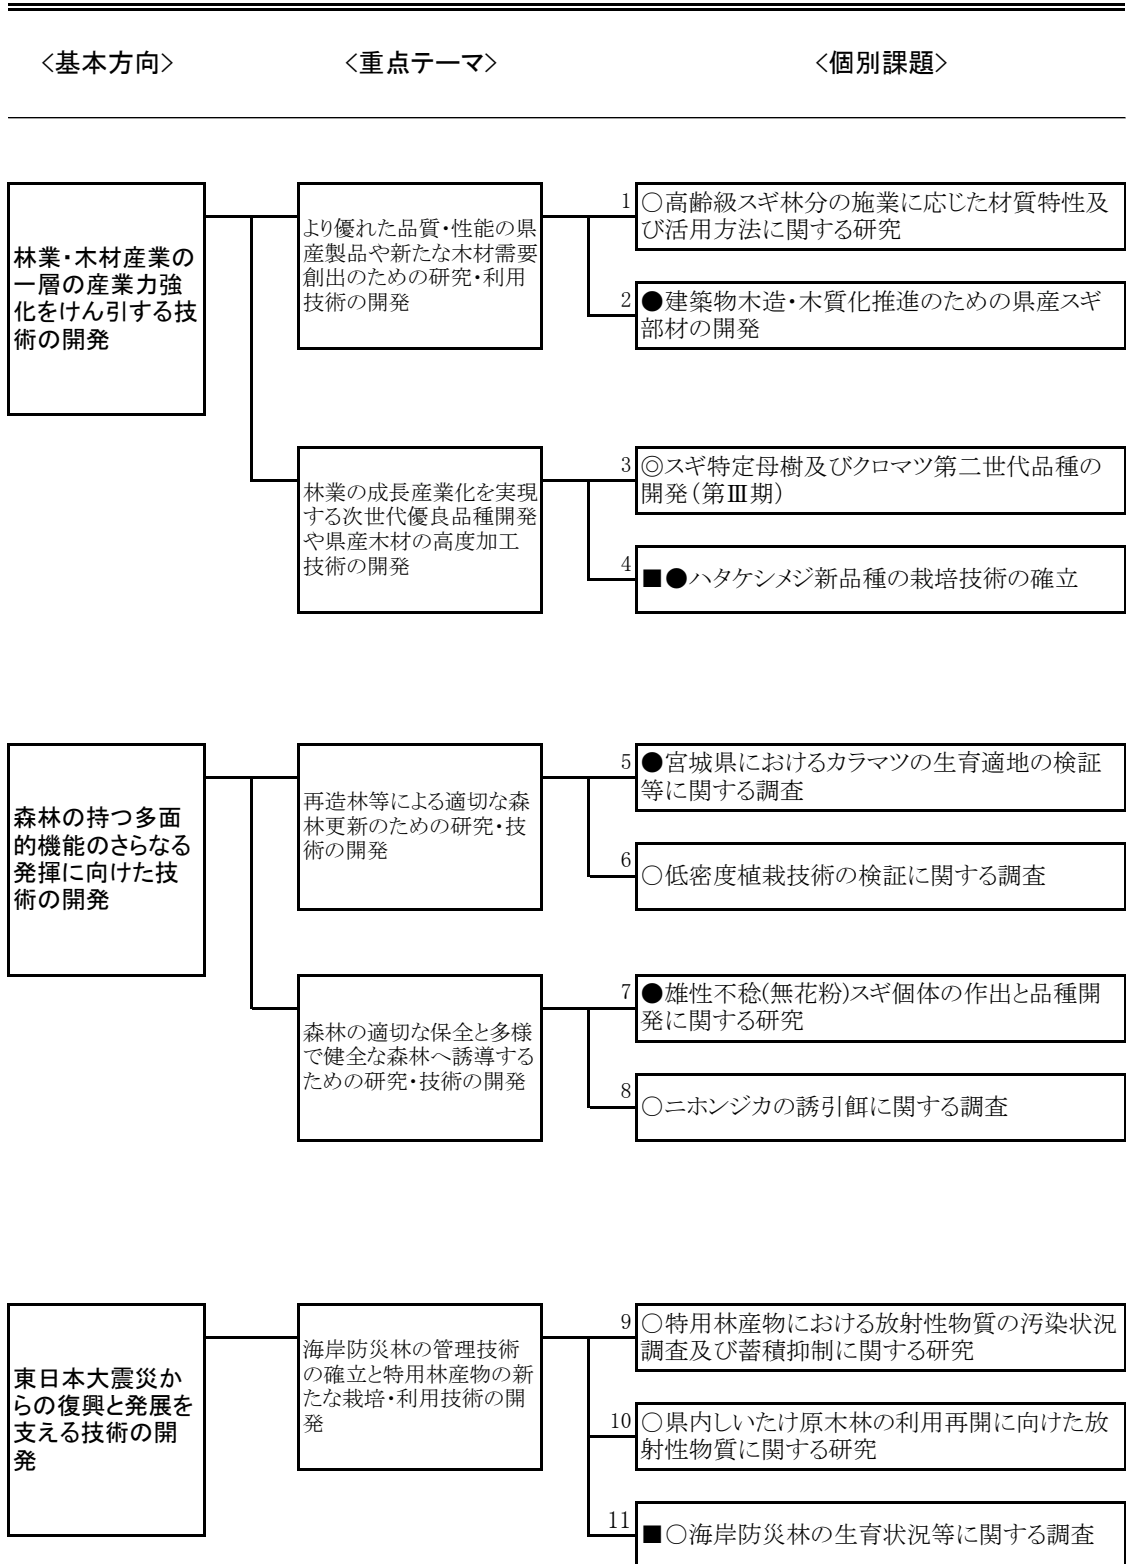 <基本方向>
<重点テーマ>
<個別課題>
林業・木材産業の
一層の産業力強
化をけん引する技
術の開発
より優れた品質・性能の県
産製品や新たな木材需要
創出のための研究・利用
技術の開発
1
○高齢級スギ林分の施業に応じた材質特性及
び活用方法に関する研究
2
●建築物木造・木質化推進のための県産スギ
部材の開発
林業の成長産業化を実現
する次世代優良品種開発
や県産木材の高度加工
技術の開発
3
◎スギ特定母樹及びクロマツ第二世代品種の
開発(第Ⅲ期)
4
■●ハタケシメジ新品種の栽培技術の確立
森林の持つ多面
的機能のさらなる
発揮に向けた技
術の開発
再造林等による適切な森
林更新のための研究・技
術の開発
5
●宮城県におけるカラマツの生育適地の検証
等に関する調査
6
○低密度植栽技術の検証に関する調査
森林の適切な保全と多様
で健全な森林へ誘導する
ための研究・技術の開発
7
●雄性不稔(無花粉)スギ個体の作出と品種開
発に関する研究
8
○ニホンジカの誘引餌に関する調査
東日本大震災か
らの復興と発展を
支える技術の開
発
海岸防災林の管理技術
の確立と特用林産物の新
たな栽培・利用技術の開
発
9
○特用林産物における放射性物質の汚染状況
調査及び蓄積抑制に関する研究
10
○県内しいたけ原木林の利用再開に向けた放
射性物質に関する研究
11
■○海岸防災林の生育状況等に関する調査